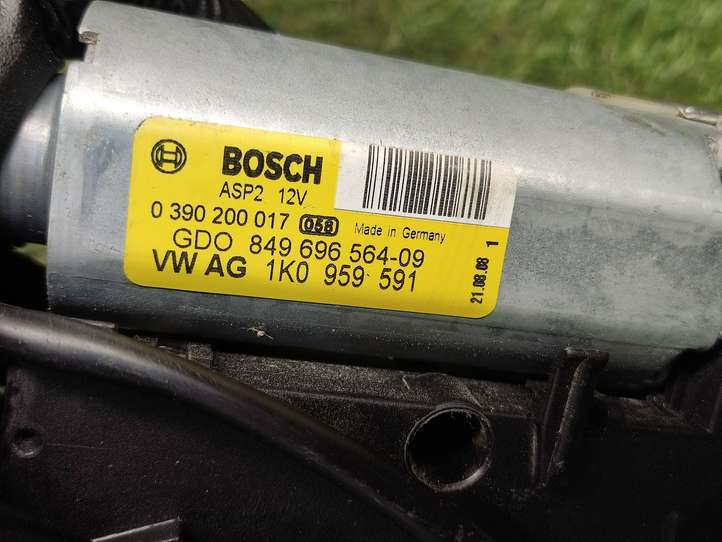 BOSCH
ASP2 12V
0 390 200 017 058 Made in Germany
GDO 849 696 564-09
VW AG 1K0 959 591
21.08.08 1